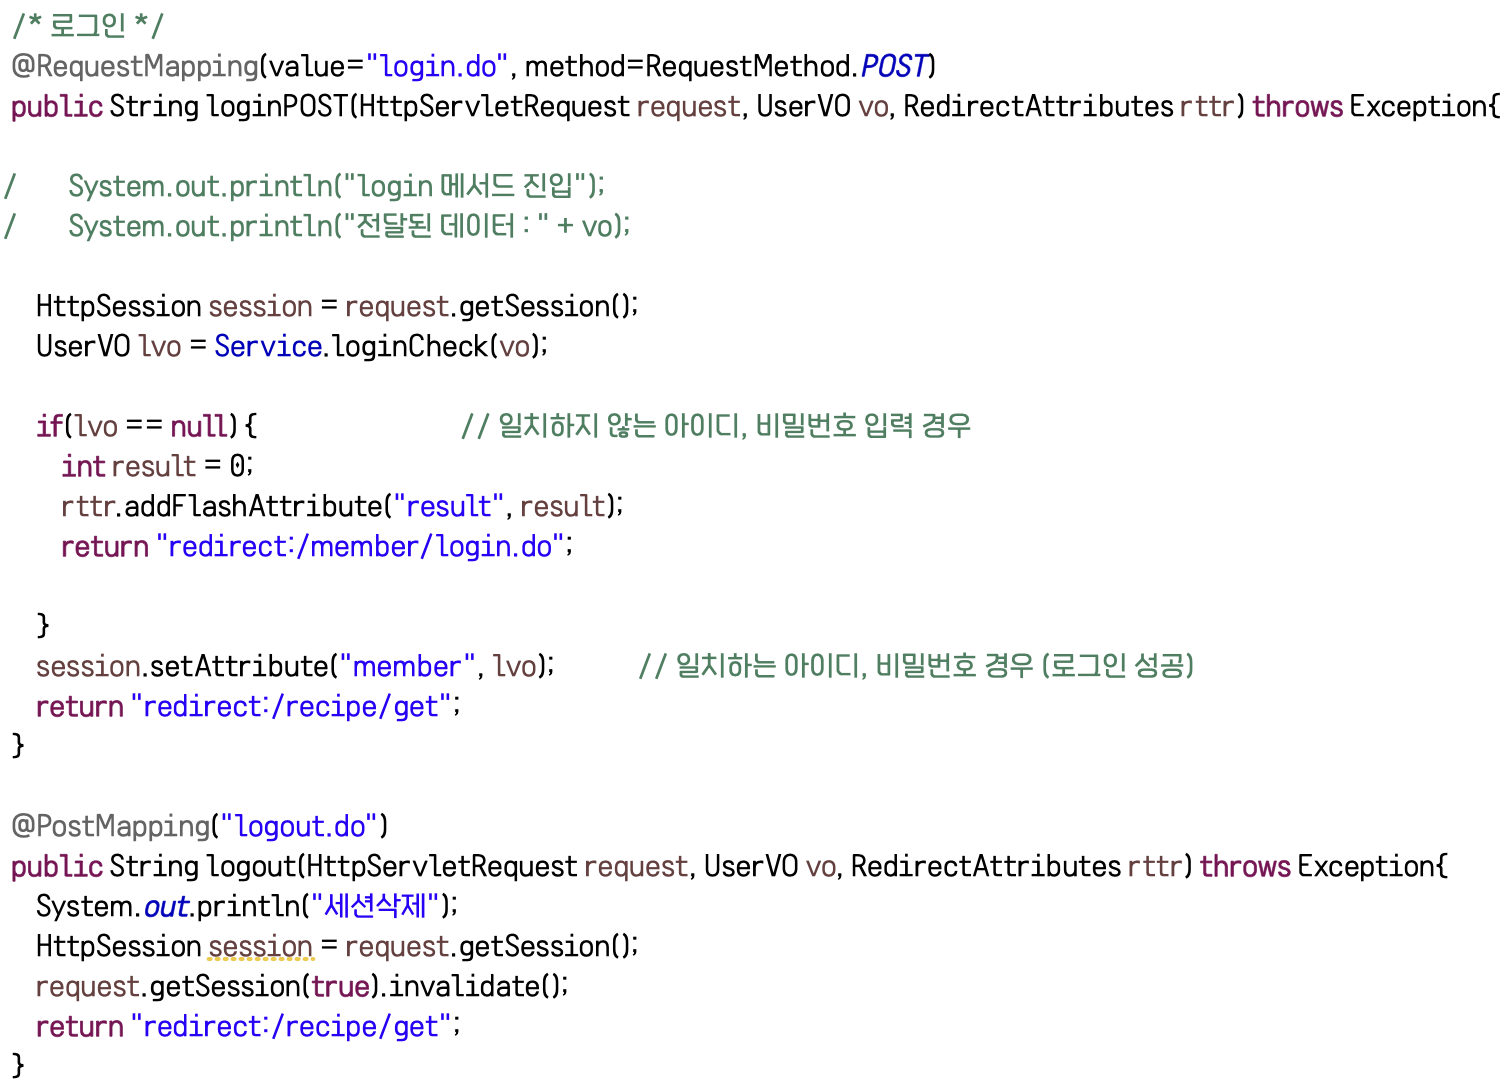 /* 로그인 */
@RequestMapping(value="login.do", method=RequestMethod.POST)
public String loginPOST(HttpServletRequest request, UserVO vo, RedirectAttributes rttr) throws Exception{
/ System.out.println("login 메서드 진입");
/ System.out.println("전달된 데이터 : " + vo);
HttpSession session = request.getSession();
UserVO lvo = Service.loginCheck(vo);
if(lvo == null) { // 일치하지 않는 아이디, 비밀번호 입력 경우
int result = 0;
rttr.addFlashAttribute("result", result);
return "redirect:/member/login.do";
}
session.setAttribute("member", lvo); // 일치하는 아이디, 비밀번호 경우 (로그인 성공)
return "redirect:/recipe/get";
}
@PostMapping("logout.do")
public String logout(HttpServletRequest request, UserVO vo, RedirectAttributes rttr) throws Exception{
System.out.println("세션삭제");
HttpSession session = request.getSession();
request.getSession(true).invalidate();
return "redirect:/recipe/get";
}